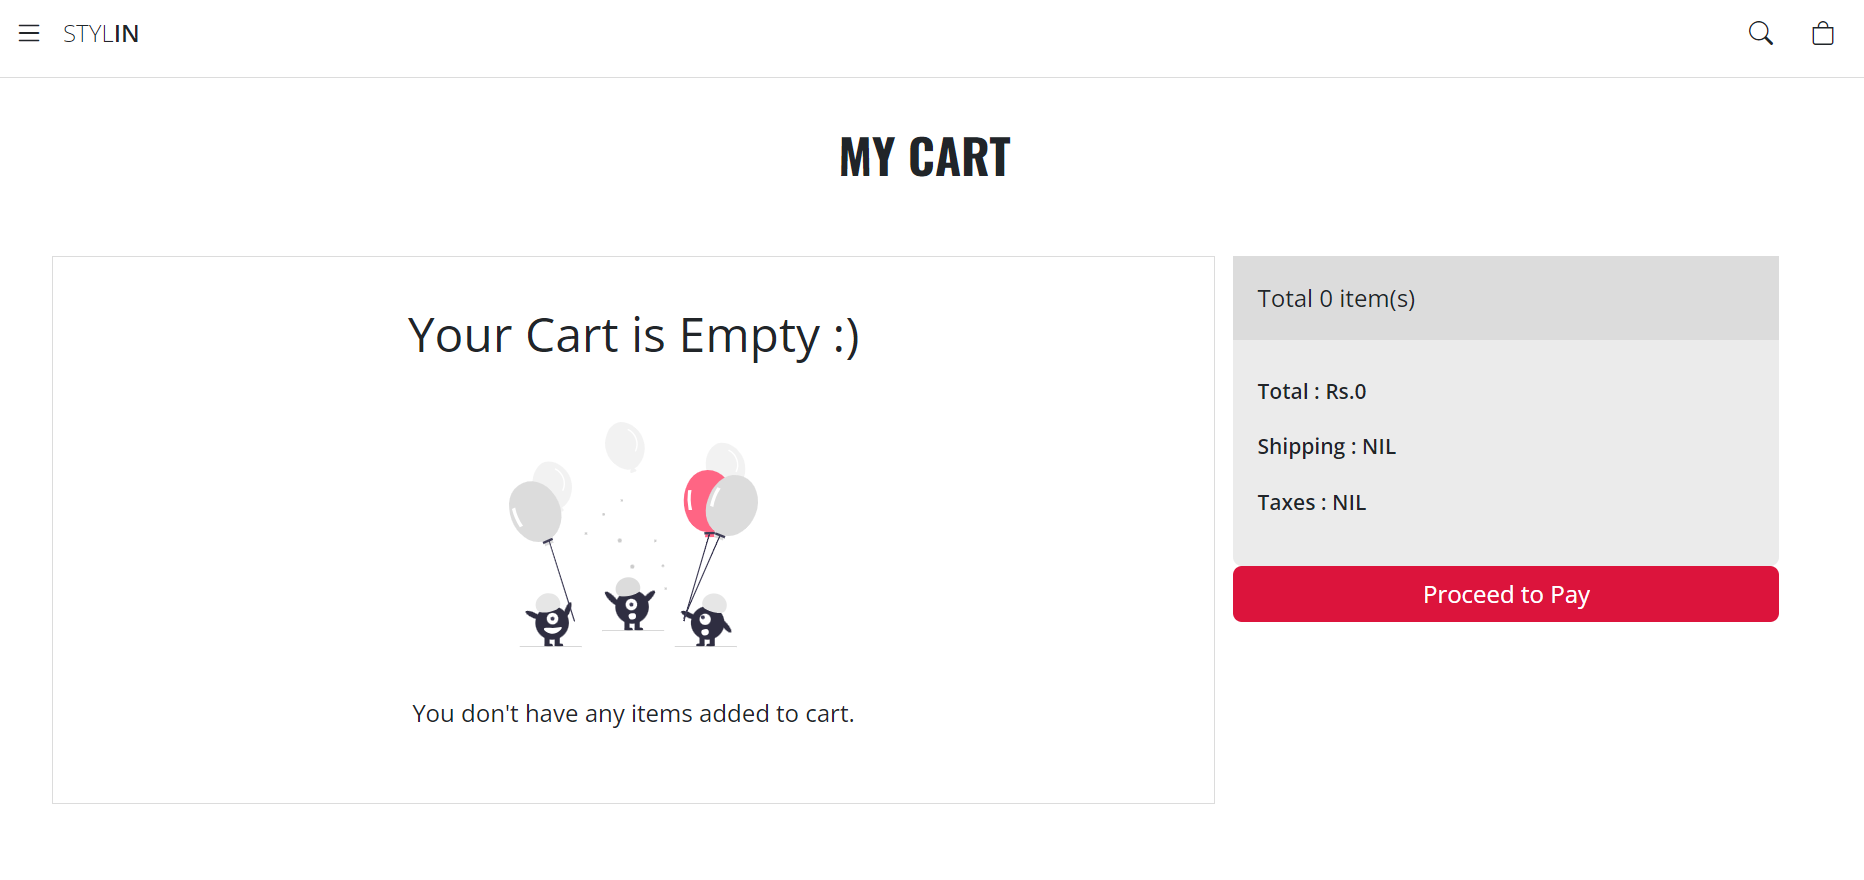 STYLIN
MY CART
Your Cart is Empty :)
You don't have any items added to cart.
Total 0 item(s)
Total : Rs.0
Shipping : NIL
Taxes : NIL
Proceed to Pay